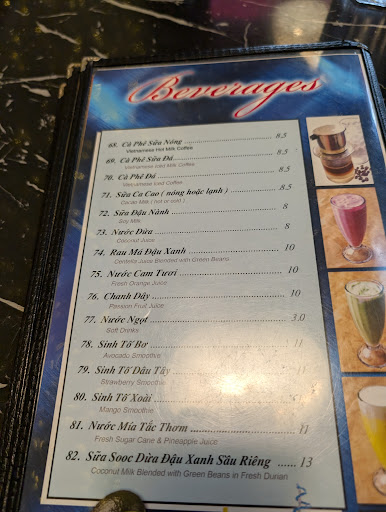 Beverages
68. Cà Phê Sữa Nóng 8.5
Vietnamese Hot Milk Coffee
69. Cà Phê Sữa Đá 8.5
Vietnamese Iced Milk Coffee
70. Cà Phê Đá 8.5
Vietnamese Iced Coffee
71. Sữa Ca Cao ( nóng hoặc lạnh ) 8.5
Cacao Milk ( hot or cold )
72. Sữa Đậu Nành 8
Soy Milk
73. Nước Dừa 8
Coconut Juice
74. Rau Má Đậu Xanh 10
Centella Juice Blended with Green Beans
75. Nước Cam Tươi 10
Fresh Orange Juice
76. Chanh Dây 10
Passion Fruit Juice
77. Nước Ngọt 3.0
Soft Drinks
78. Sinh Tố Bơ 11
Avocado Smoothie
79. Sinh Tố Dâu Tây 11
Strawberry Smoothie
80. Sinh Tố Xoài 11
Mango Smoothie
81. Nước Mía Tắc Thơm 11
Fresh Sugar Cane & Pineapple Juice
82. Sữa Sooc Dừa Đậu Xanh Sầu Riêng 13
Coconut Milk Blended with Green Beans in Fresh Durian